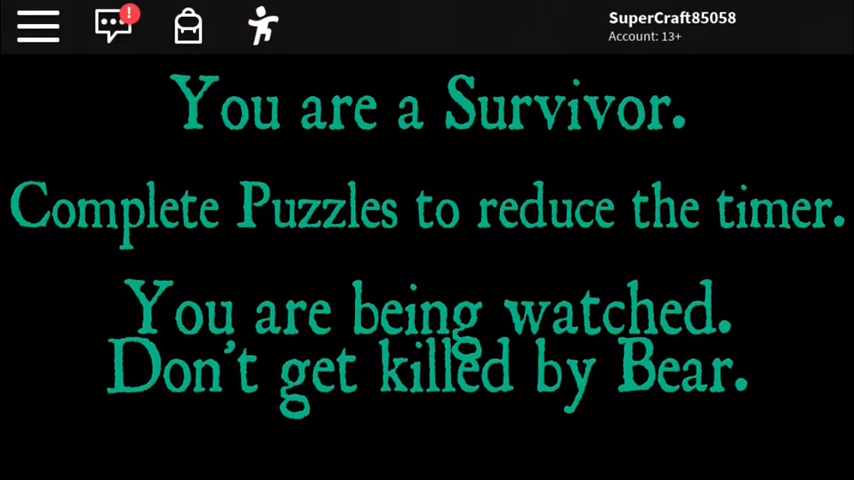 SuperCraft85058
Account: 13+
You are a Survivor.
Complete Puzzles to reduce the timer.
You are being watched.
Don't get killed by Bear.